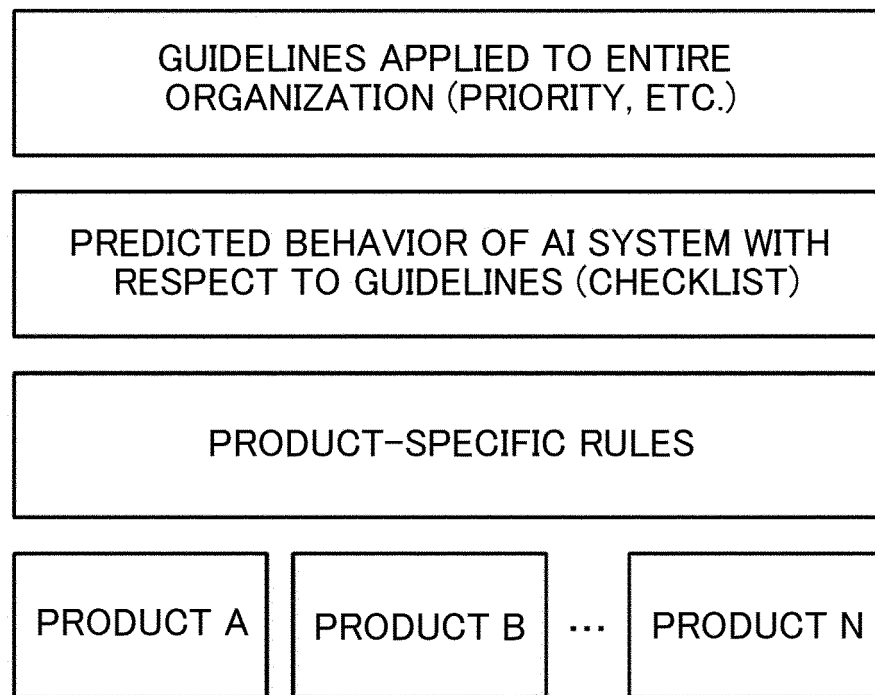 GUIDELINES APPLIED TO ENTIRE
ORGANIZATION (PRIORITY, ETC.)
PREDICTED BEHAVIOR OF AI SYSTEM WITH
RESPECT TO GUIDELINES (CHECKLIST)
PRODUCT-SPECIFIC RULES
PRODUCT A
PRODUCT B
...
PRODUCT N